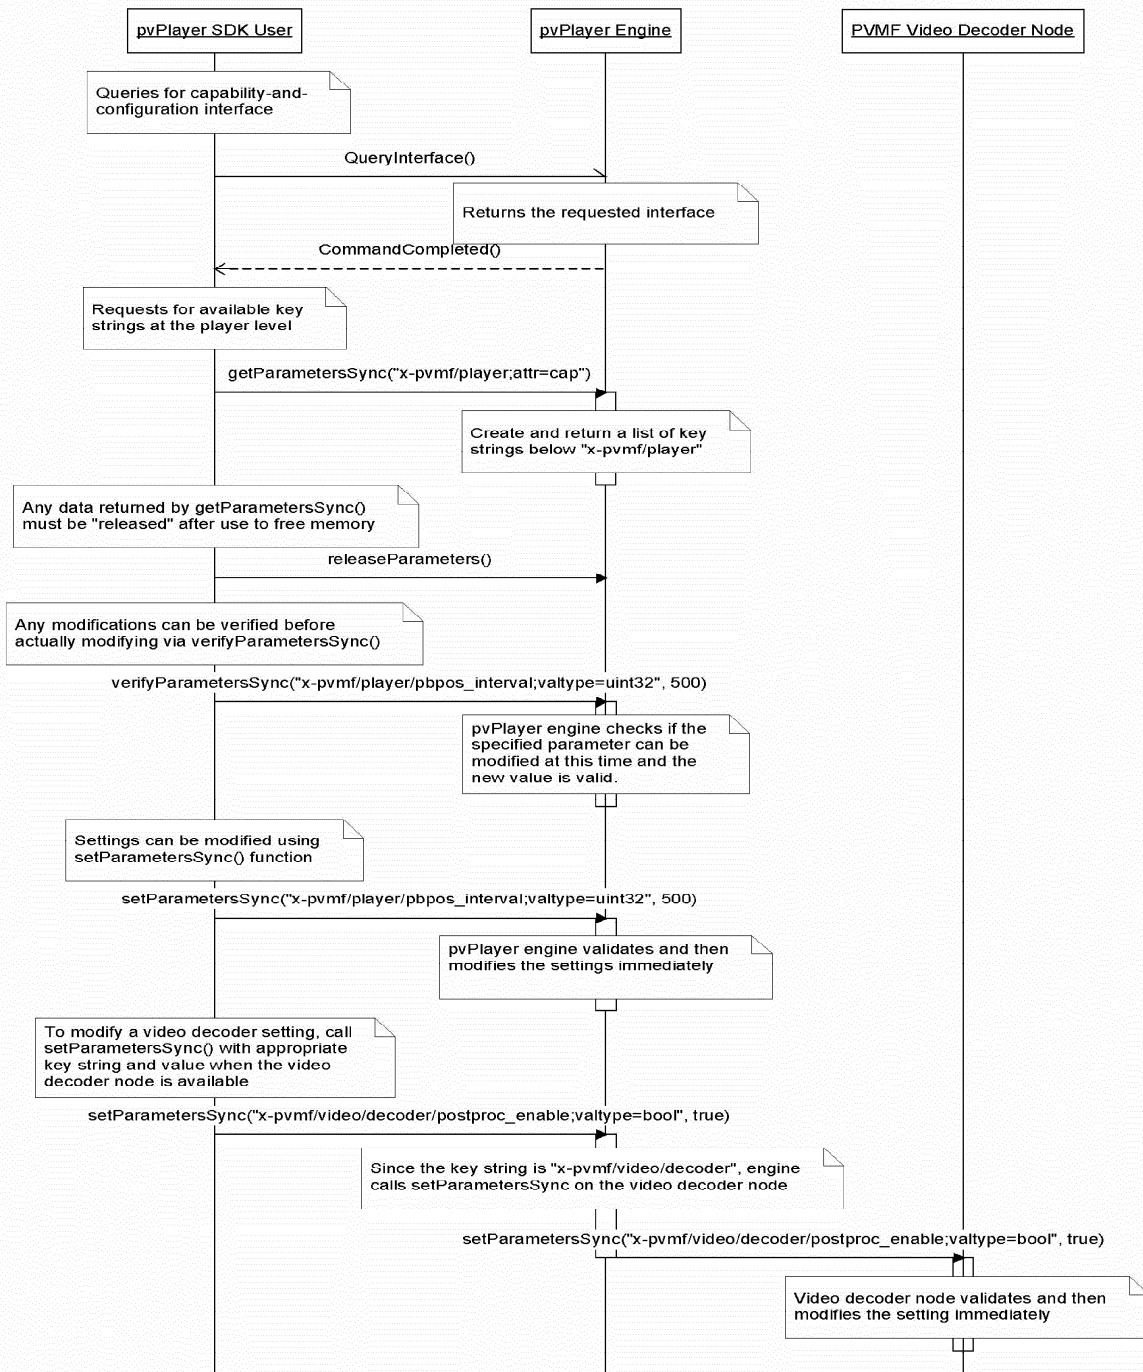 pvPlayer SDK User
pvPlayer Engine
PVMF Video Decoder Node
Queries for capability-and-
configuration interface
QueryInterface()
Returns the requested interface
CommandCompleted()
Requests for available key
strings at the player level
getParametersSync("x-pvmf/player;attr=cap")
Create and return a list of key
strings below "x-pvmf/player"
Any data returned by getParametersSync()
must be "released" after use to free memory
releaseParameters()
Any modifications can be verified before
actually modifying via verifyParametersSync()
verifyParametersSync("x-pvmf/player/pbpos_interval;valtype=uint32", 500)
pvPlayer engine checks if the
specified parameter can be
modified at this time and the
new value is valid.
Settings can be modified using
setParametersSync() function
setParametersSync("x-pvmf/player/pbpos_interval;valtype=uint32", 500)
pvPlayer engine validates and then
modifies the settings immediately
To modify a video decoder setting, call
setParametersSync() with appropriate
key string and value when the video
decoder node is available
setParametersSync("x-pvmf/video/decoder/postproc_enable;valtype=bool", true)
Since the key string is "x-pvmf/video/decoder", engine
calls setParametersSync on the video decoder node
setParametersSync("x-pvmf/video/decoder/postproc_enable;valtype=bool", true)
Video decoder node validates and then
modifies the setting immediately